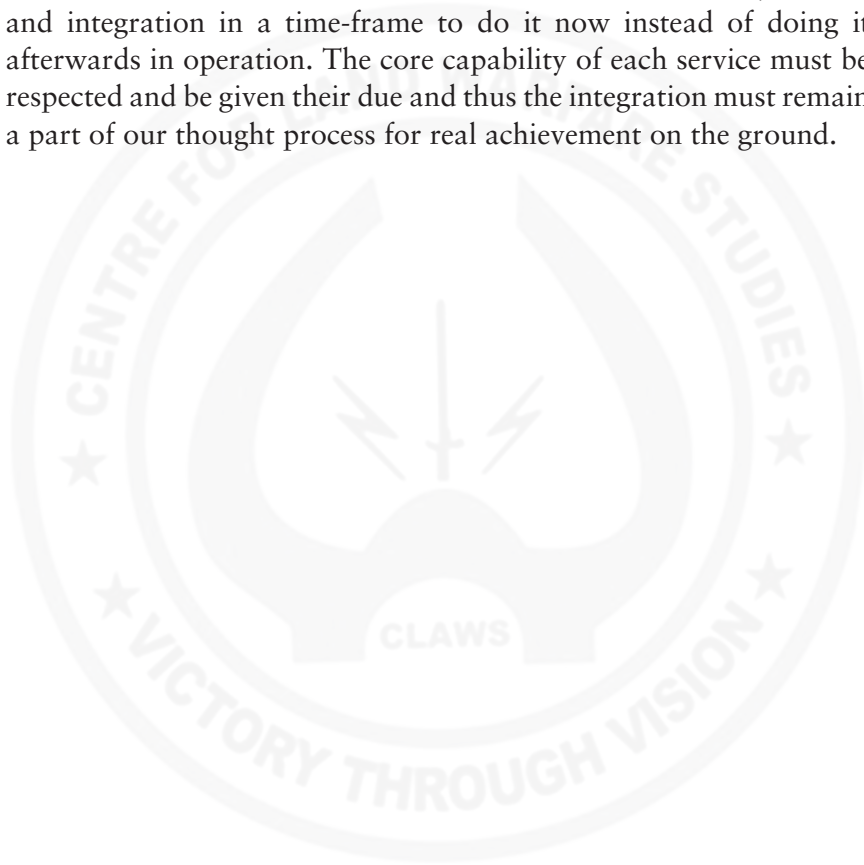 and integration in a time-frame to do it now instead of doing it
afterwards in operation. The core capability of each service must be
respected and be given their due and thus the integration must remain
a part of our thought process for real achievement on the ground.
CENTRE FOR LAND WARFARE STUDIES
CLAWS
VICTORY THROUGH VISION